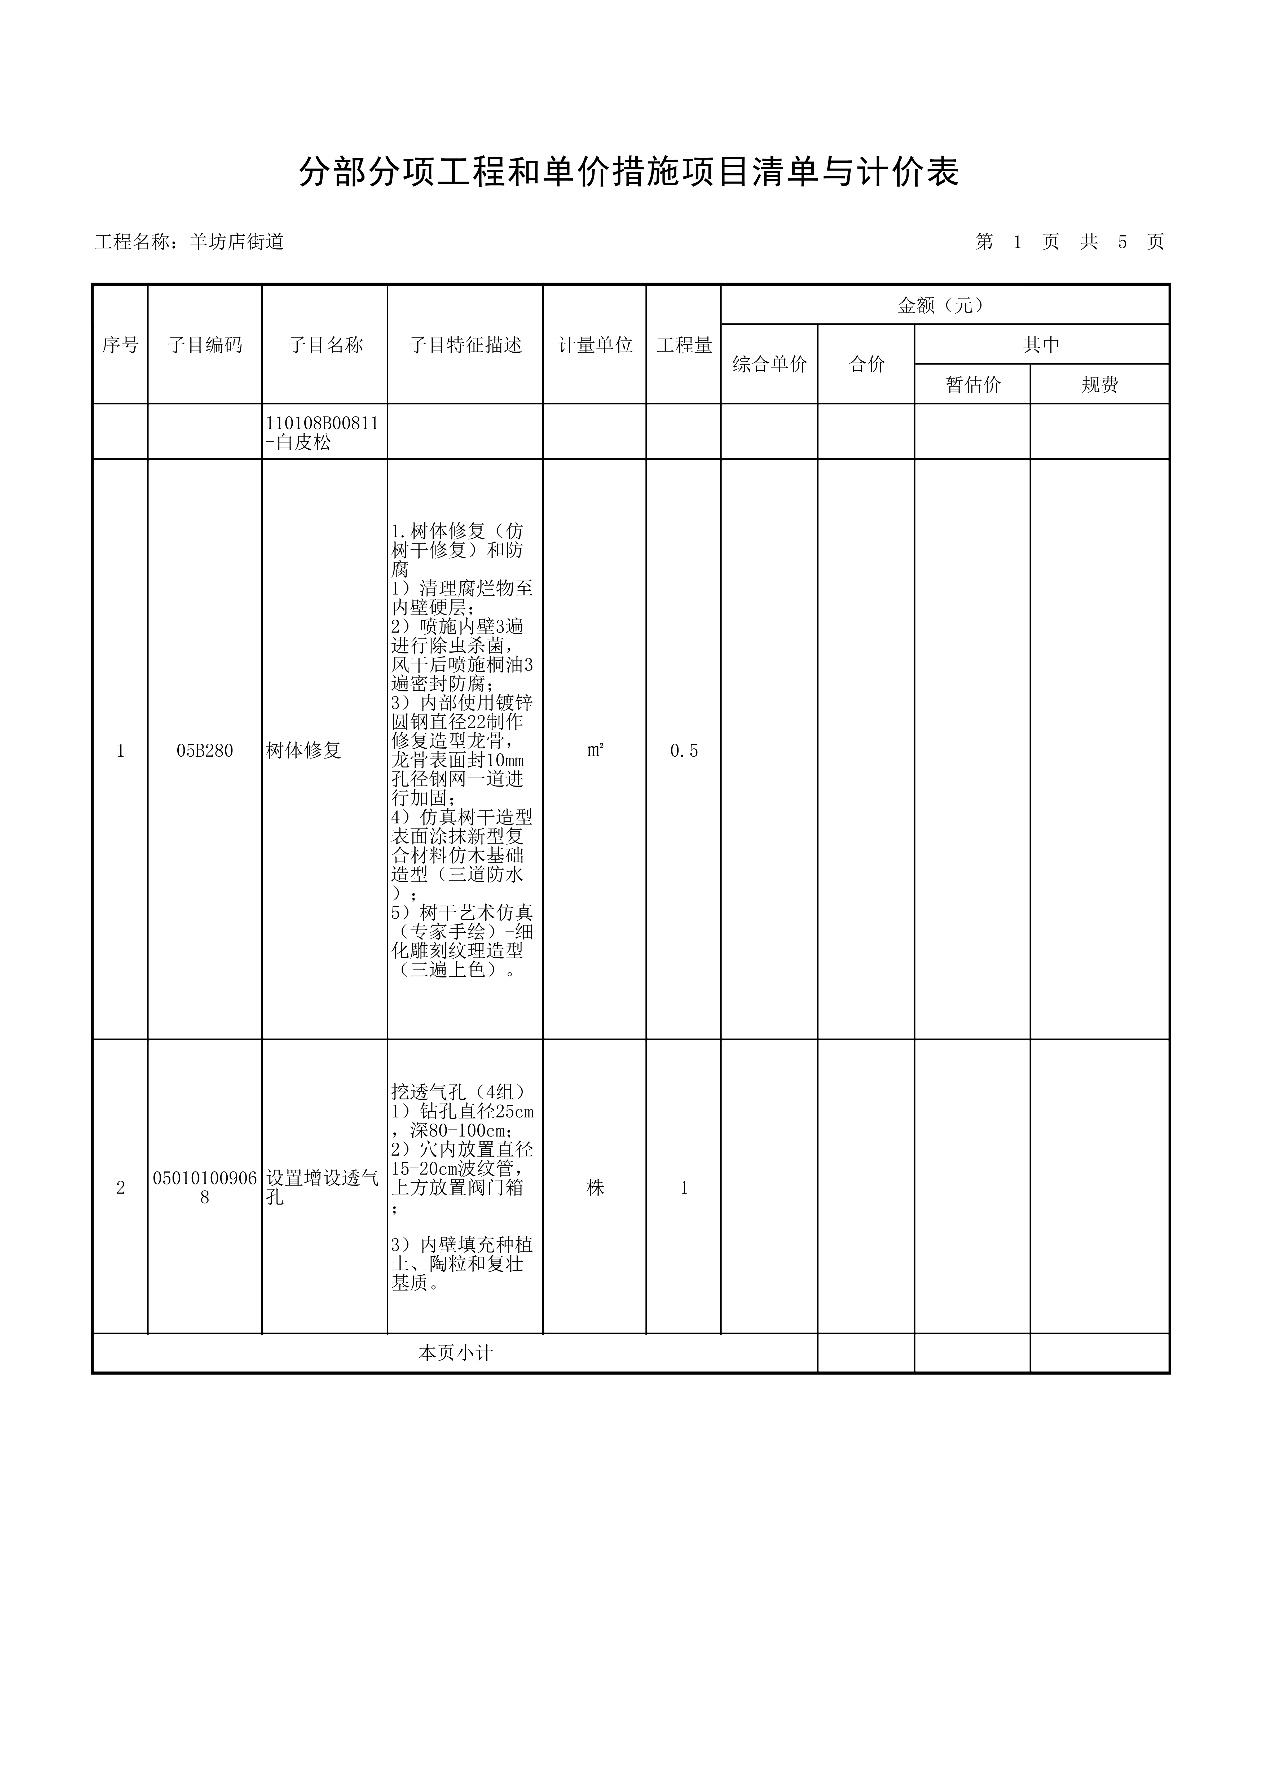 分部分项工程和单价措施项目清单与计价表
工程名称：羊坊店街道
第 1 页 共 5 页
序号
子目编码
子目名称
子目特征描述
计量单位
工程量
金额（元）
综合单价
合价
其中
暂估价
规费
110108B00811
-白皮松
1
05B280
树体修复
1.树体修复（仿
树干修复）和防
腐
1）清理腐烂物至
内壁硬层；
2）喷施内壁3遍
进行除虫杀菌，
风干后喷施桐油3
遍密封防腐；
3）内部使用镀锌
圆钢直径22制作
修复造型龙骨，
龙骨表面封10mm
孔径钢网一道进
行加固；
4）仿真树干造型
表面涂抹新型复
合材料仿木基础
造型（三道防水
）；
5）树干艺术仿真
（专家手绘）-细
化雕刻纹理造型
（三遍上色）。
m²
0.5
2
05010100906
8
设置增设透气
孔
挖透气孔（4组）
1）钻孔直径25cm
，深80-100cm；
2）穴内放置直径
15-20cm波纹管，
上方放置阀门箱
；
3）内壁填充种植
土、陶粒和复壮
基质。
株
1
本页小计